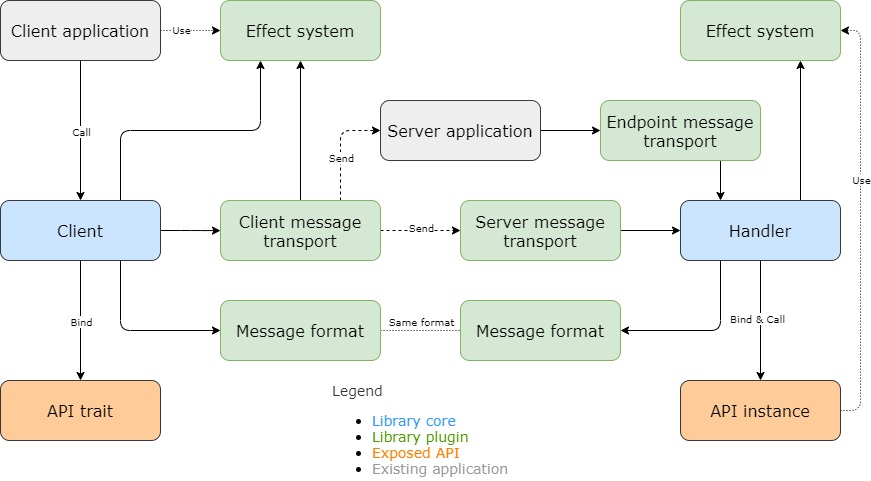 Client application
Use
Effect system
Effect system
Call
Send
Server application
Endpoint message
transport
Use
Client
Client message
transport
Send
Server message
transport
Handler
Bind
Message format
Same format
Message format
Bind & Call
API trait
Legend
API instance
Library core
Library plugin
Exposed API
Existing application